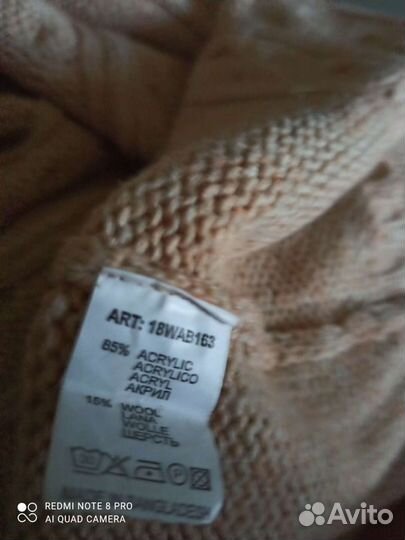 ART: 18WAB163
85% ACRYLIC
ACRYLICO
ACRYL
АКРИЛ
15% WOOL
LANA
WOLLE
ШЕРСТЬ
REDMI NOTE 8 PRO
AI QUAD CAMERA
Avito